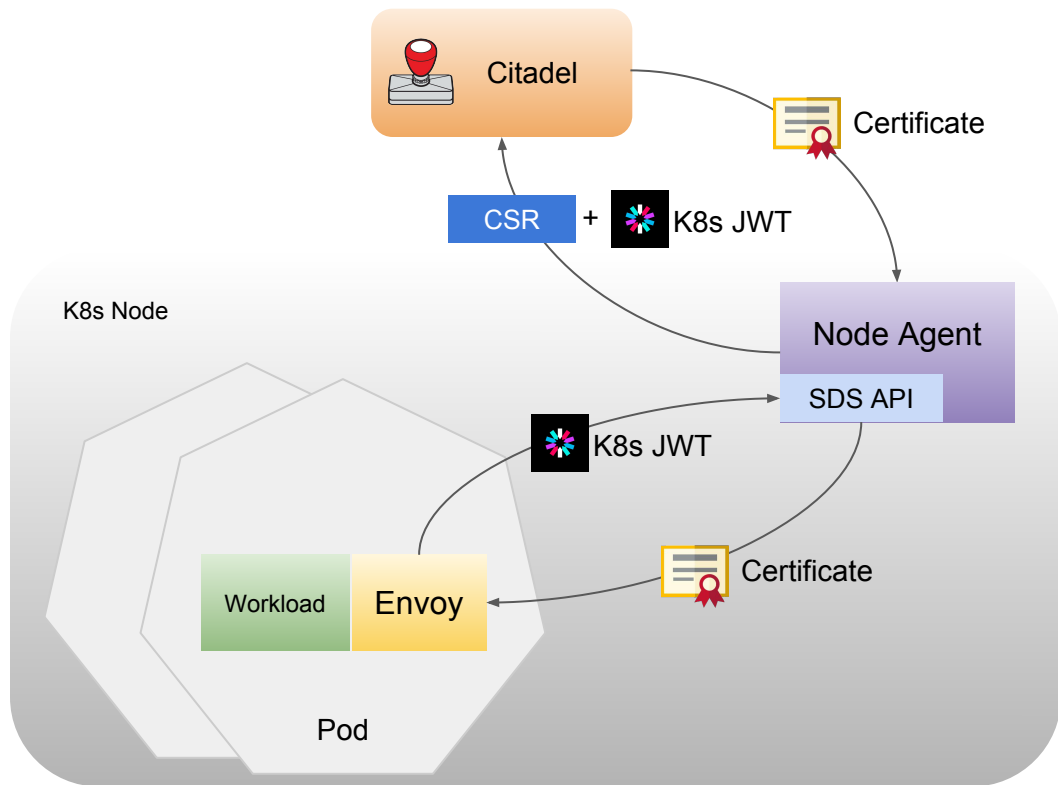 Citadel
Certificate
CSR
+
K8s JWT
K8s Node
Node Agent
SDS API
K8s JWT
Certificate
Workload
Envoy
Pod